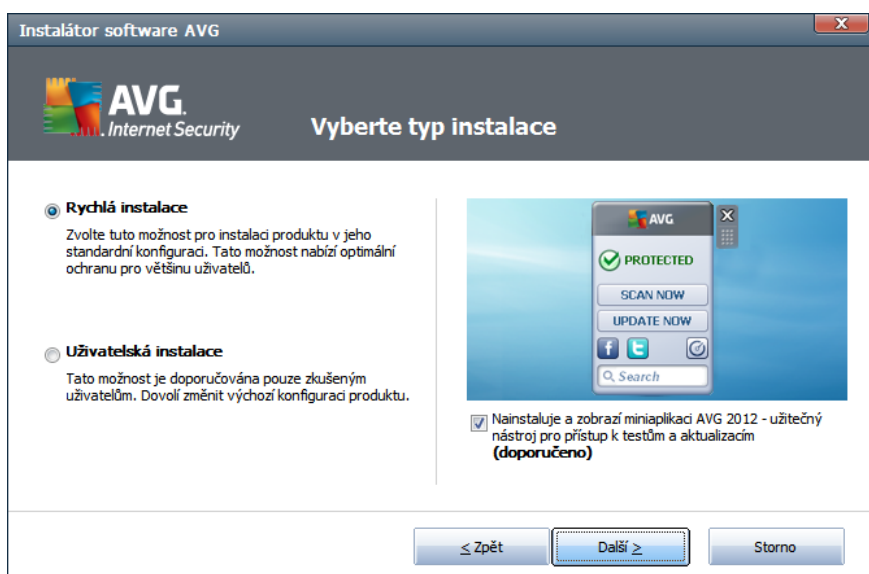 Instalátor software AVG
X
AVG.
Internet Security
Vyberte typ instalace
Rychlá instalace
Zvolte tuto možnost pro instalaci produktu v jeho
standardní konfiguraci. Tato možnost nabízí optimální
ochranu pro většinu uživatelů.
Uživatelská instalace
Tato možnost je doporučována pouze zkušeným
uživatelům. Dovolí změnit výchozí konfiguraci produktu.
AVG
X
PROTECTED
SCAN NOW
UPDATE NOW
f
t
Search
Nainstaluje a zobrazí miniaplikaci AVG 2012 - užitečný
nástroj pro přístup k testům a aktualizacím
(doporučeno)
< Zpět
Další >
Storno